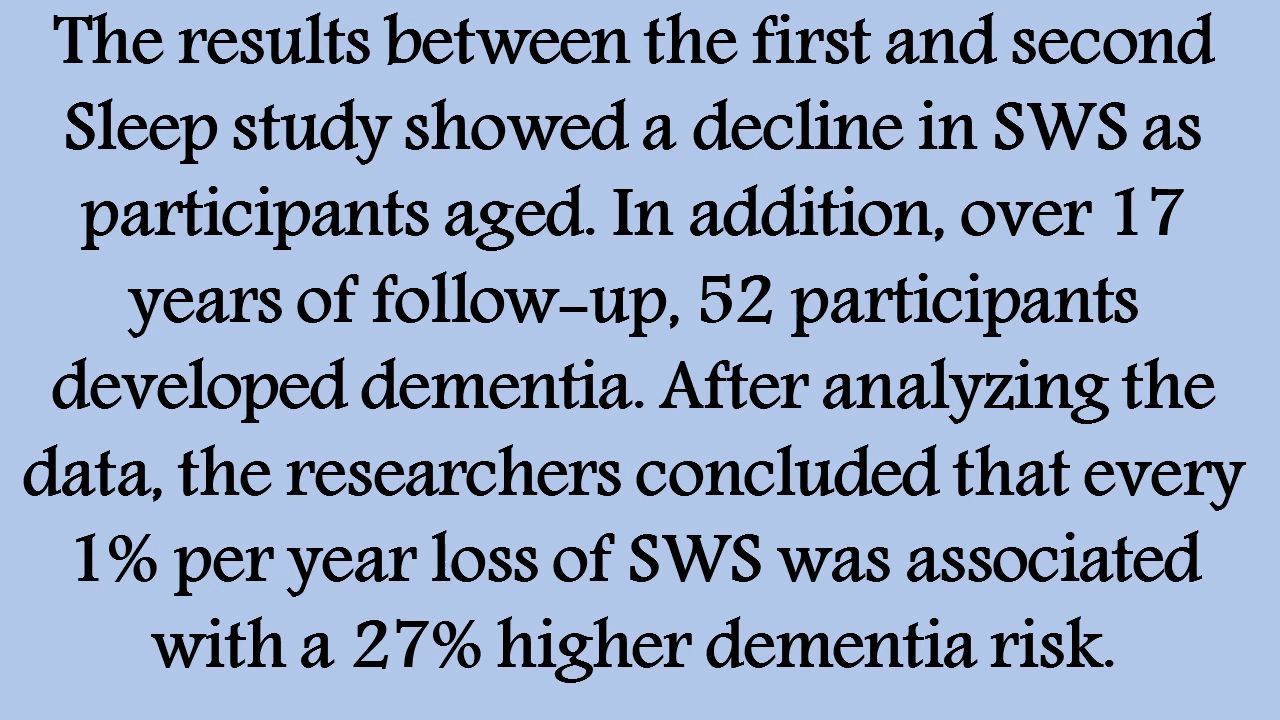 The results between the first and second
Sleep study showed a decline in SWS as
participants aged. In addition, over 17
years of follow-up, 52 participants
developed dementia. After analyzing the
data, the researchers concluded that every
1% per year loss of SWS was associated
with a 27% higher dementia risk.